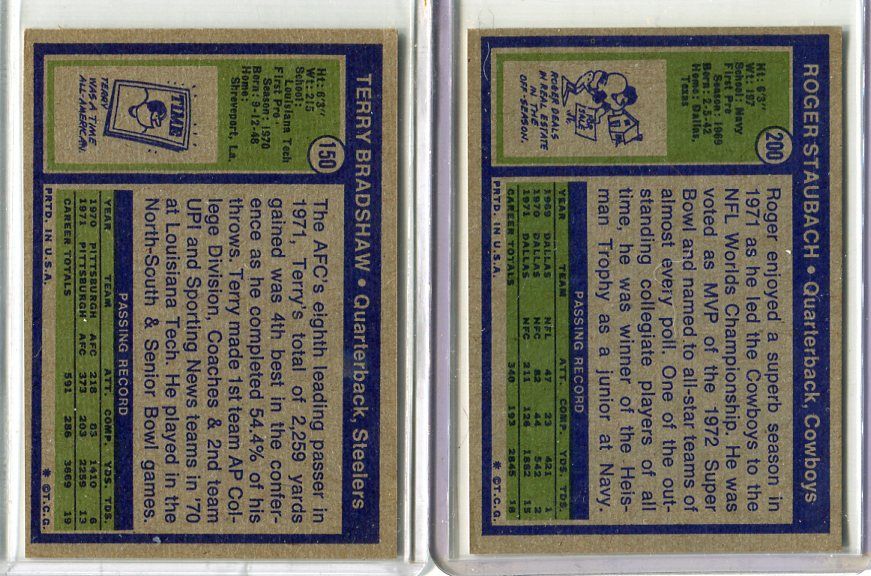 150
TERRY BRADSHAW • Quarterback, Steelers
Ht: 6'3"
Wt: 215
School:
Louisiana Tech
First Pro
Season: 1970
Born: 9-12-48
Shreveport, La.
TIME
TERRY
WAS A TIME
ALL-AMERICAN.
The AFC's eighth leading passer in
1971, Terry's total of 2,259 yards
gained was 4th best in the confer-
ence as he completed 54.4% of his
throws. Terry made 1st team AP Col-
lege Division, Coaches & 2nd team
UPI and Sporting News teams in '70
at Louisiana Tech. He played in the
North-South & Senior Bowl games.
PASSING RECORD
YEAR TEAM ATT. COMP. YDS. TDS.
1970 PITTSBURGH AFC 218 83 1410 6
1971 PITTSBURGH AFC 373 203 2259 13
CAREER TOTALS 591 286 3669 19
PRTD. IN U.S.A.
* © T.C.G.
200
ROGER STAUBACH • Quarterback, Cowboys
Ht: 6'3"
Wt: 197
School: Navy
First Pro
Season: 1969
Born: 2-5-42
Home: Dallas,
Texas
ROGER DEALS
IN REAL ESTATE
IN THE
OFF-SEASON.
Roger enjoyed a superb season in
1971 as he led the Cowboys to the
NFL Worlds Championship. He was
voted as MVP of the 1972 Super
Bowl and named to all-star teams of
almost every poll. One of the out-
standing collegiate players of all
time, he was winner of the Heis-
man Trophy as a junior at Navy
PASSING RECORD
YEAR TEAM ATT. COMP. YDS. TDS.
1969 DALLAS NFL 47 23 421 1
1970 DALLAS NFC 82 44 542 2
1971 DALLAS NFC 211 126 1882 15
CAREER TOTALS 340 193 2845 18
PRTD. IN U.S.A.
* © T.C.G.